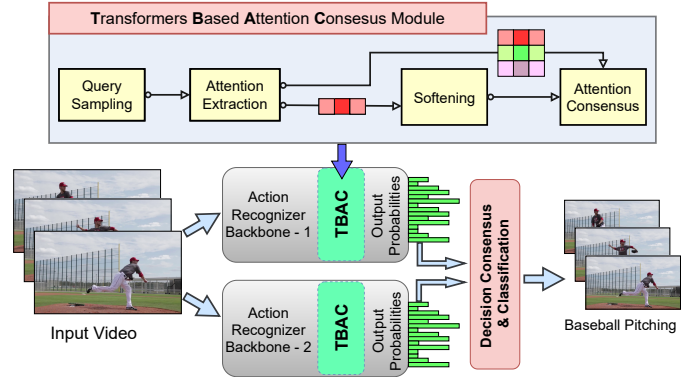 Transformers Based Attention Consesus Module
Query
Sampling
Attention
Extraction
Softening
Attention
Consensus
Action
Recognizer
Backbone - 1
TBAC
Output
Probabilities
Action
Recognizer
Backbone - 2
TBAC
Output
Probabilities
Decision Consensus
& Classification
Input Video
Baseball Pitching